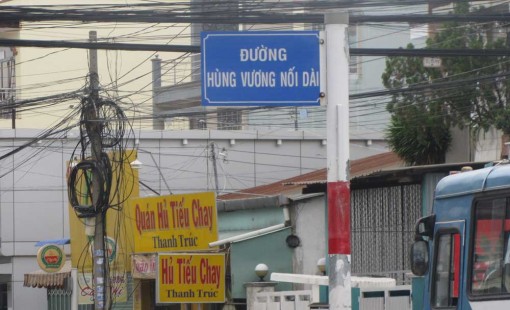 ĐƯỜNG
HÙNG VƯƠNG NỐI DÀI
Quán Hủ Tiếu Chay
Thanh Trúc
Hủ Tiếu Chay
Thanh Trúc